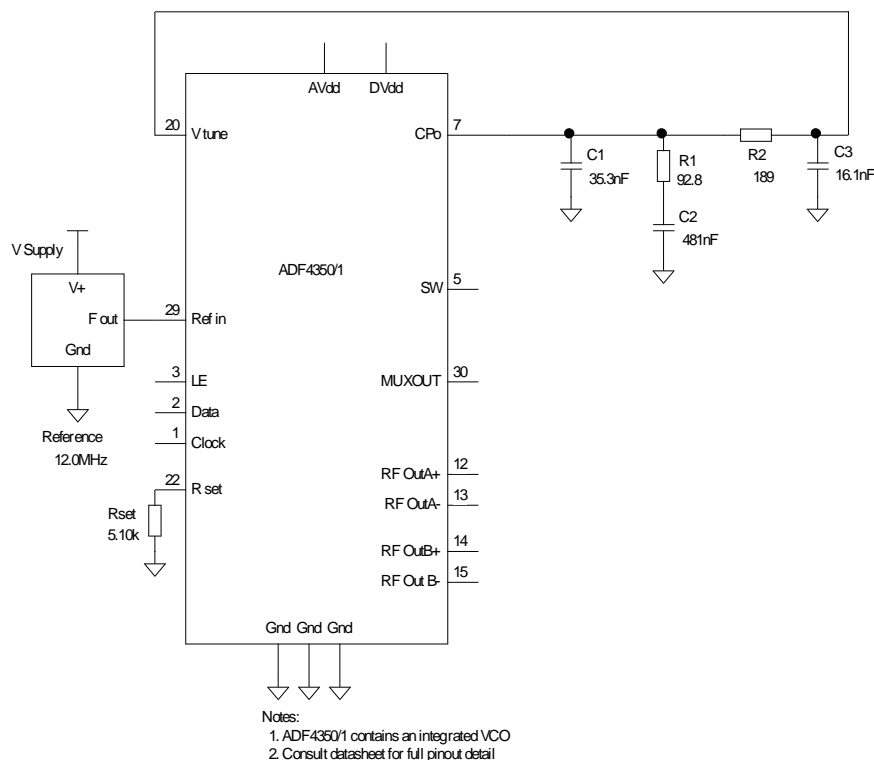 AVdd DVdd
20 Vtune
CPo 7
C1
35.3nF
R1
92.8
C2
481nF
R2
189
C3
16.1nF
V Supply
V+
F out
Gnd
29 Ref in
ADF4350/1
SW 5
3 LE
2 Data
1 Clock
MUXOUT 30
Reference
12.0MHz
22 R set
Rset
5.10k
RF OutA+ 12
RF OutA- 13
RF OutB+ 14
RF Out B- 15
Gnd Gnd Gnd
Notes:
1. ADF4350/1 contains an integrated VCO
2. Consult datasheet for full pinout detail